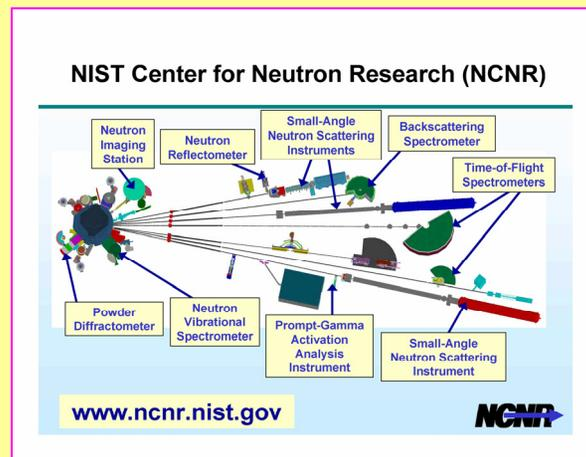 NIST Center for Neutron Research (NCNR)
Neutron
Imaging
Station
Neutron
Reflectometer
Small-Angle
Neutron Scattering
Instruments
Backscattering
Spectrometer
Time-of-Flight
Spectrometers
Powder
Diffractometer
Neutron
Vibrational
Spectrometer
Prompt-Gamma
Activation
Analysis
Instrument
Small-Angle
Neutron Scattering
Instrument
www.ncnr.nist.gov
NCNR